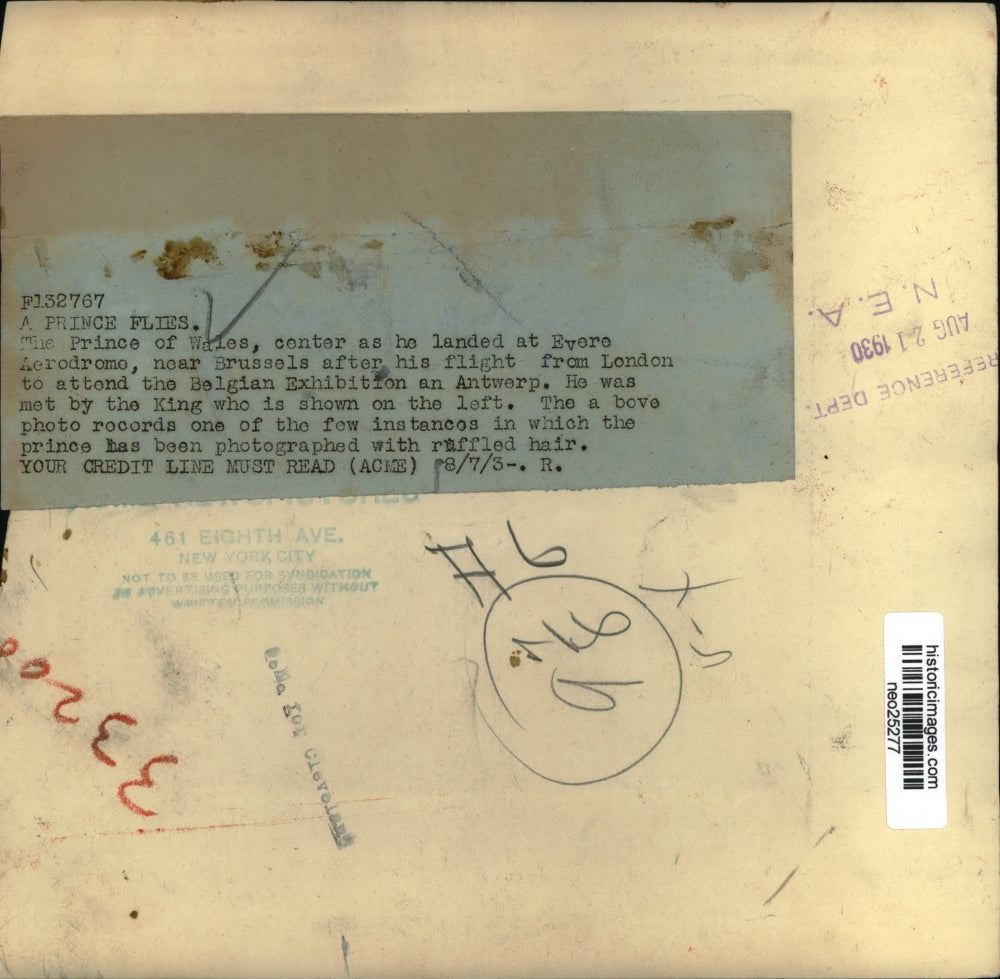 F132767
A PRINCE FLIES.
The Prince of Wales, center as he landed at Evere
Aerodrome, near Brussels after his flight from London
to attend the Belgian Exhibition an Antwerp. He was
met by the King who is shown on the left. The a bove
photo records one of the few instances in which the
prince has been photographed with ruffled hair.
YOUR CREDIT LINE MUST READ (ACME) 8/7/3-. R.
461 EIGHTH AVE.
NEW YORK CITY
NOT TO BE USED FOR SYNDICATION
OR ADVERTISING PURPOSES WITHOUT
WRITTEN PERMISSION
N. E. A.
AUG 21 1930
REFERENCE DEPT.
historicimages.com
neo25277